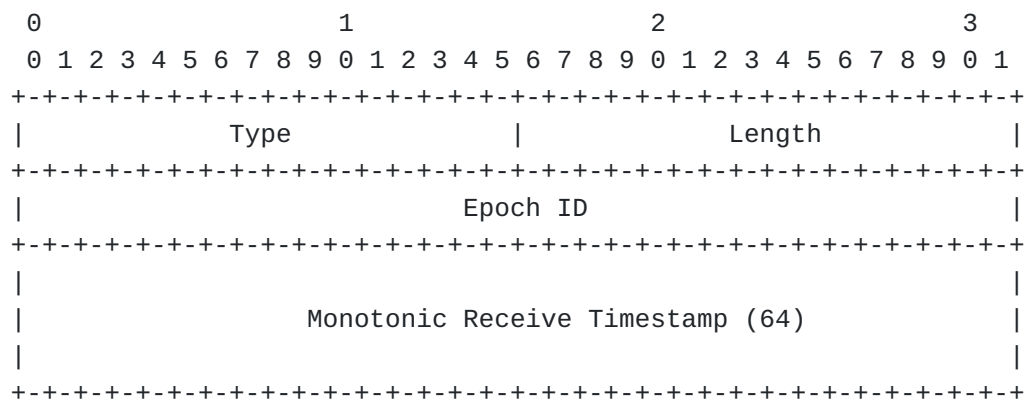 0                   1                   2                   3
 0 1 2 3 4 5 6 7 8 9 0 1 2 3 4 5 6 7 8 9 0 1 2 3 4 5 6 7 8 9 0 1
+-+-+-+-+-+-+-+-+-+-+-+-+-+-+-+-+-+-+-+-+-+-+-+-+-+-+-+-+-+-+-+-+
|             Type              |             Length            |
+-+-+-+-+-+-+-+-+-+-+-+-+-+-+-+-+-+-+-+-+-+-+-+-+-+-+-+-+-+-+-+-+
|                            Epoch ID                           |
+-+-+-+-+-+-+-+-+-+-+-+-+-+-+-+-+-+-+-+-+-+-+-+-+-+-+-+-+-+-+-+-+
|                                                               |
|                  Monotonic Receive Timestamp (64)             |
|                                                               |
+-+-+-+-+-+-+-+-+-+-+-+-+-+-+-+-+-+-+-+-+-+-+-+-+-+-+-+-+-+-+-+-+